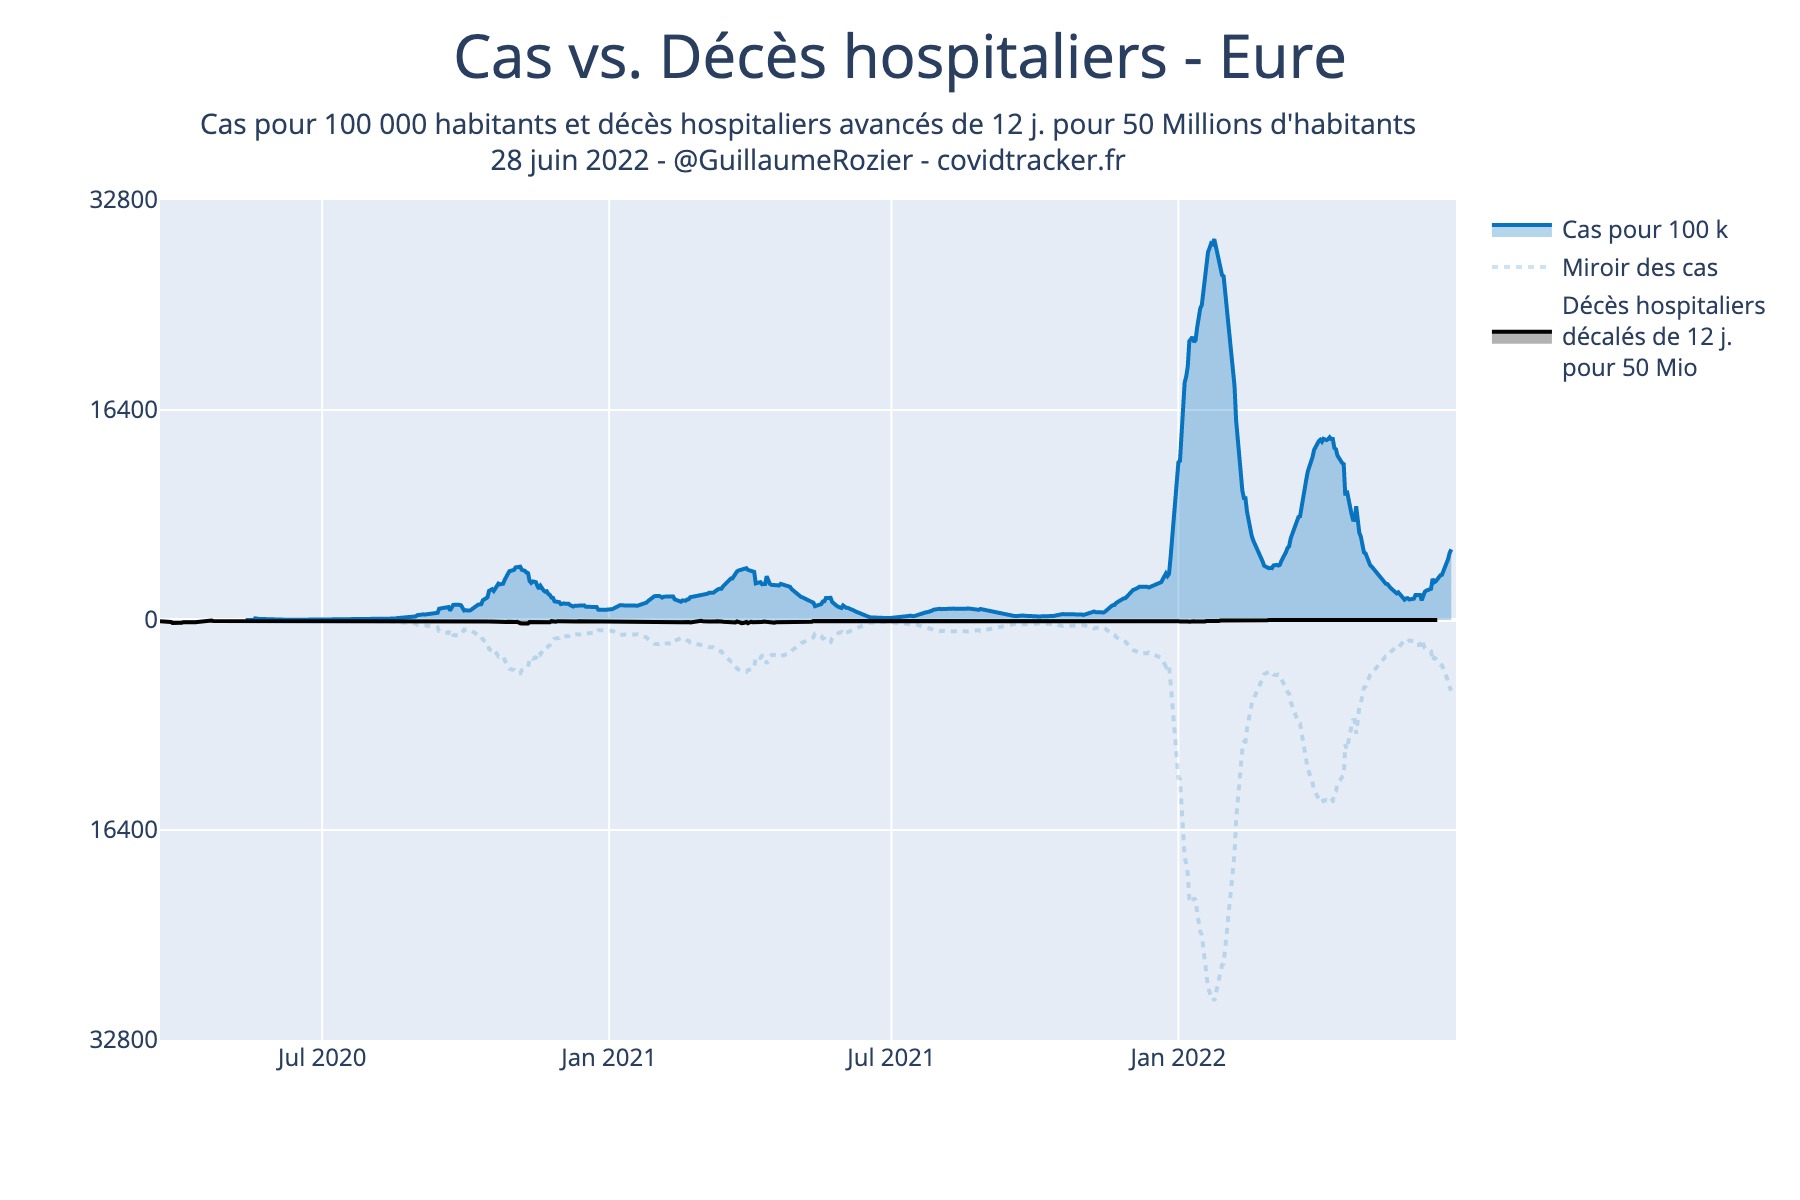 Cas vs. Décès hospitaliers - Eure
Cas pour 100 000 habitants et décès hospitaliers avancés de 12 j. pour 50 Millions d'habitants
28 juin 2022 - @GuillaumeRozier - covidtracker.fr
32800
16400
0
16400
32800
Jul 2020
Jan 2021
Jul 2021
Jan 2022
Cas pour 100 k
Miroir des cas
Décès hospitaliers
décalés de 12 j.
pour 50 Mio